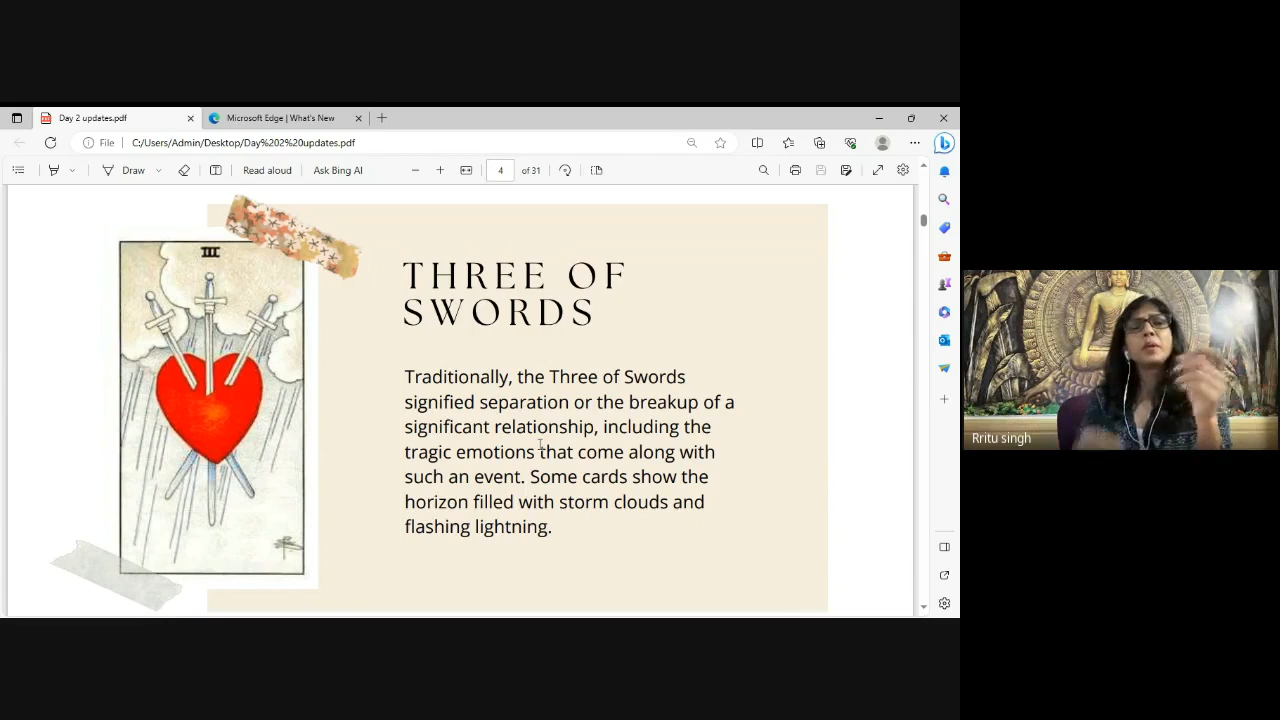 Day 2 updates.pdf
Microsoft Edge | What's New
File
C:/Users/Admin/Desktop/Day%202%20updates.pdf
Draw
Read aloud
Ask Bing AI
4 of 31
III
THREE OF
SWORDS
Traditionally, the Three of Swords
signified separation or the breakup of a
significant relationship, including the
tragic emotions that come along with
such an event. Some cards show the
horizon filled with storm clouds and
flashing lightning.
Rritu singh